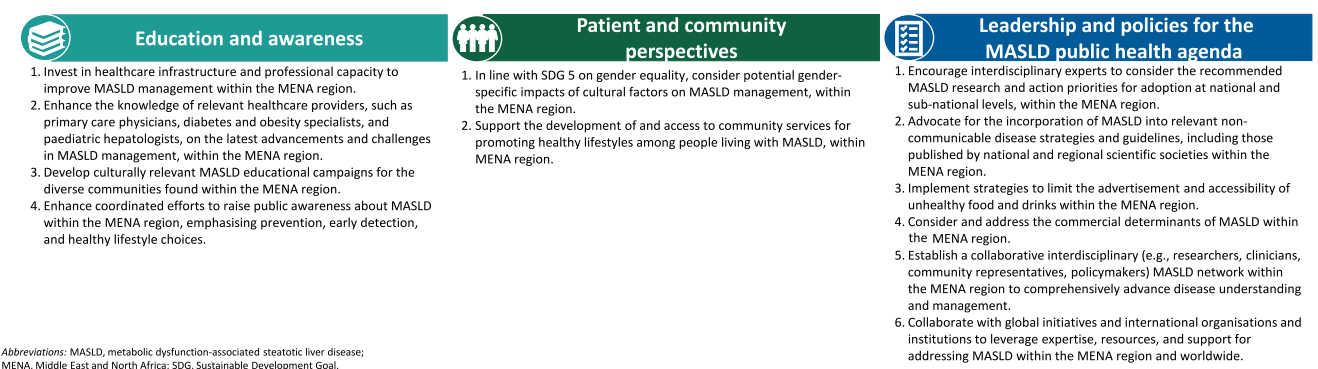 Education and awareness
1. Invest in healthcare infrastructure and professional capacity to
improve MASLD management within the MENA region.
2. Enhance the knowledge of relevant healthcare providers, such as
primary care physicians, diabetes and obesity specialists, and
paediatric hepatologists, on the latest advancements and challenges
in MASLD management, within the MENA region.
3. Develop culturally relevant MASLD educational campaigns for the
diverse communities found within the MENA region.
4. Enhance coordinated efforts to raise public awareness about MASLD
within the MENA region, emphasising prevention, early detection,
and healthy lifestyle choices.
Patient and community
perspectives
1. In line with SDG 5 on gender equality, consider potential gender-
specific impacts of cultural factors on MASLD management, within
the MENA region.
2. Support the development of and access to community services for
promoting healthy lifestyles among people living with MASLD, within
MENA region.
Leadership and policies for the
MASLD public health agenda
1. Encourage interdisciplinary experts to consider the recommended
MASLD research and action priorities for adoption at national and
sub-national levels, within the MENA region.
2. Advocate for the incorporation of MASLD into relevant non-
communicable disease strategies and guidelines, including those
published by national and regional scientific societies within the
MENA region.
3. Implement strategies to limit the advertisement and accessibility of
unhealthy food and drinks within the MENA region.
4. Consider and address the commercial determinants of MASLD within
the MENA region.
5. Establish a collaborative interdisciplinary (e.g., researchers, clinicians,
community representatives, policymakers) MASLD network within
the MENA region to comprehensively advance disease understanding
and management.
6. Collaborate with global initiatives and international organisations and
institutions to leverage expertise, resources, and support for
addressing MASLD within the MENA region and worldwide.
Abbreviations: MASLD, metabolic dysfunction-associated steatotic liver disease;
MENA, Middle East and North Africa; SDG, Sustainable Development Goal.